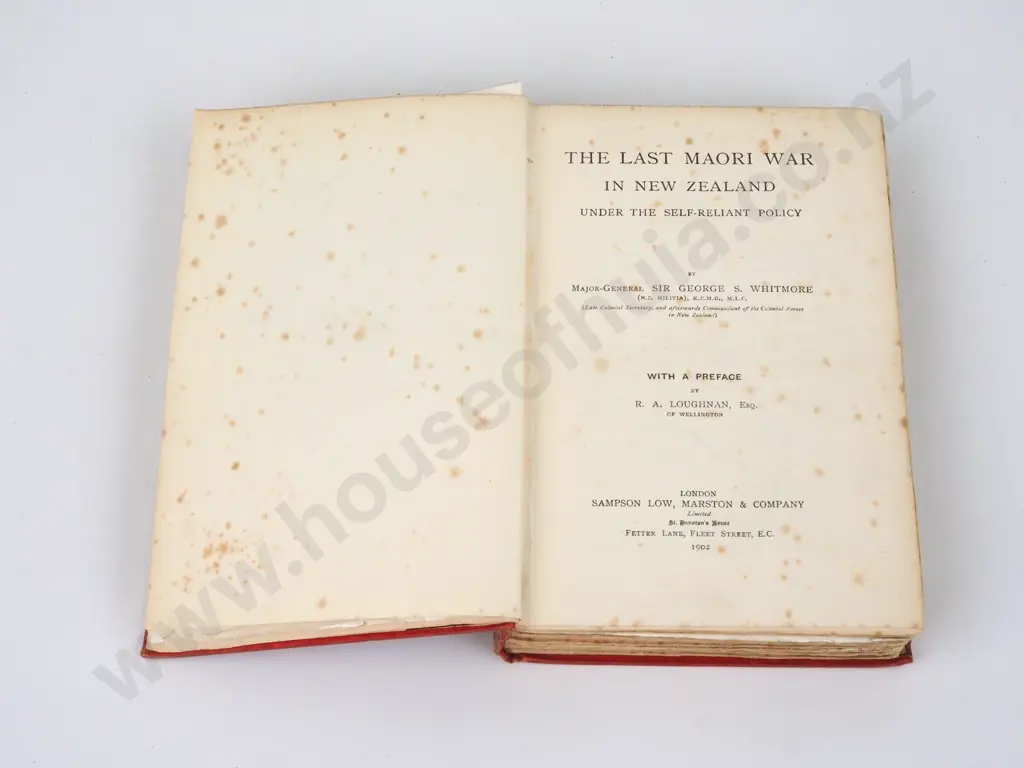 THE LAST MAORI WAR
IN NEW ZEALAND
UNDER THE SELF-RELIANT POLICY
BY
MAJOR-GENERAL SIR GEORGE S. WHITMORE
(N.Z. MILITIA), K.C.M.G., M.L.C.
(Late Colonial Secretary, and afterwards Commandant of the Colonial Forces
in New Zealand)
WITH A PREFACE
BY
R. A. LOUGHNAN, ESQ.
OF WELLINGTON
LONDON
SAMPSON LOW, MARSTON & COMPANY
Limited
St. Dunstan's House
FETTER LANE, FLEET STREET, E.C.
1902
www.houseofhuia.co.nz